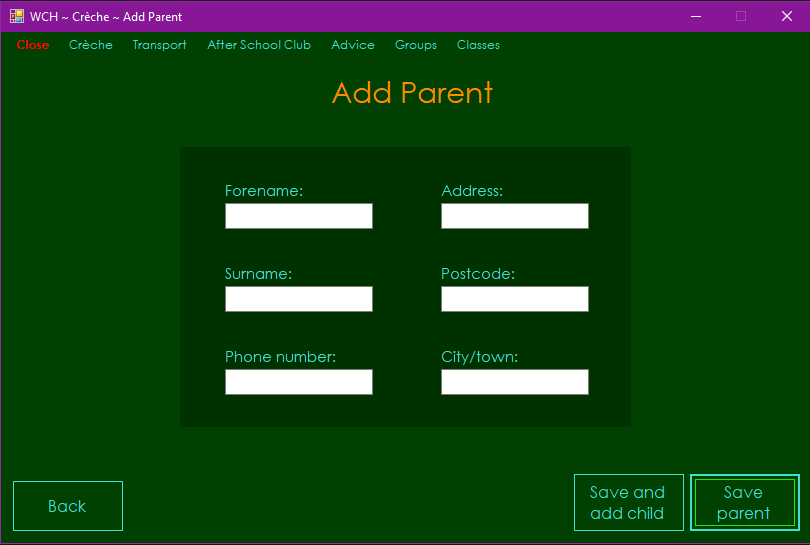 WCH ~ Crèche ~ Add Parent
Close Crèche Transport After School Club Advice Groups Classes
Add Parent
Forename: Address:
Surname: Postcode:
Phone number: City/town:
Back
Save and
add child
Save
parent